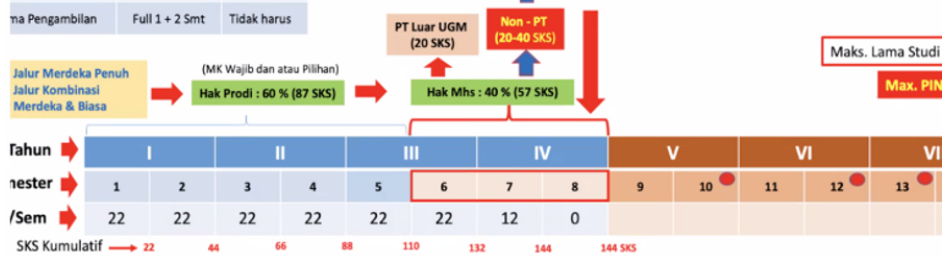 ma Pengambilan
Full 1 + 2 Smt
Tidak harus
PT Luar UGM
(20 SKS)
Non - PT
(20-40 SKS)
Maks. Lama Studi
Max. PIN
Jalur Merdeka Penuh
Jalur Kombinasi
Merdeka & Biasa
(MK Wajib dan atau Pilihan)
Hak Prodi : 60 % (87 SKS)
Hak Mhs : 40 % (57 SKS)
Tahun I II III IV V VI VI
nester 1 2 3 4 5 6 7 8 9 10 11 12 13
/Sem 22 22 22 22 22 22 12 0
SKS Kumulatif 22 44 66 88 110 132 144 144 SKS